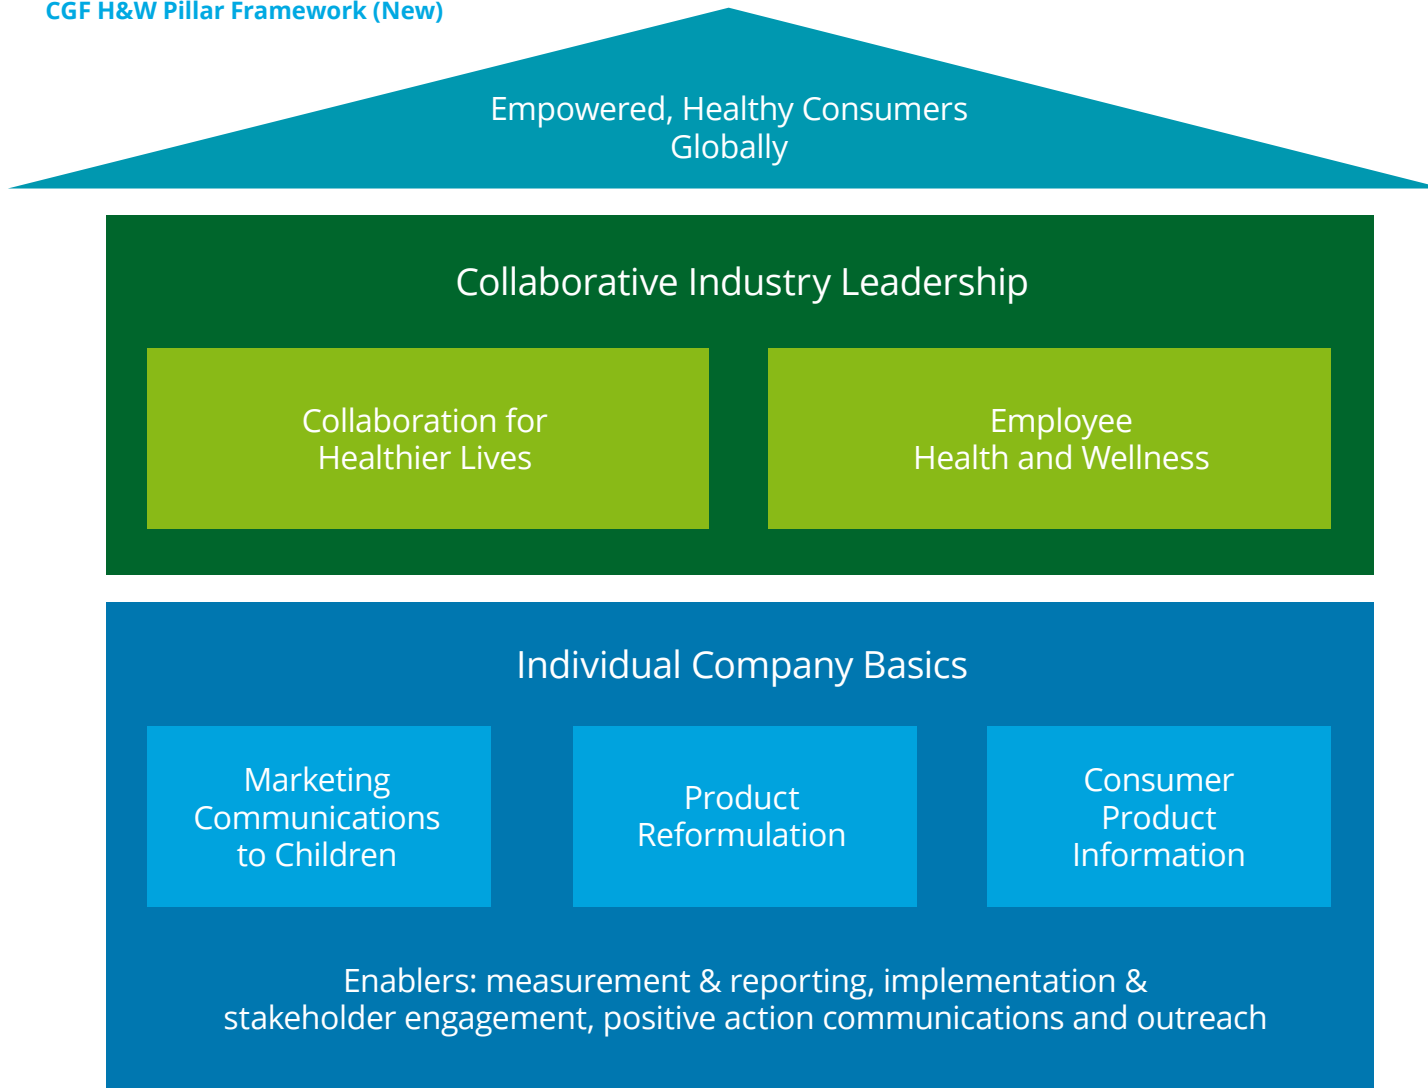 CGF H&W Pillar Framework (New)
Empowered, Healthy Consumers
Globally
Collaborative Industry Leadership
Collaboration for
Healthier Lives
Employee
Health and Wellness
Individual Company Basics
Marketing
Communications
to Children
Product
Reformulation
Consumer
Product
Information
Enablers: measurement & reporting, implementation &
stakeholder engagement, positive action communications and outreach